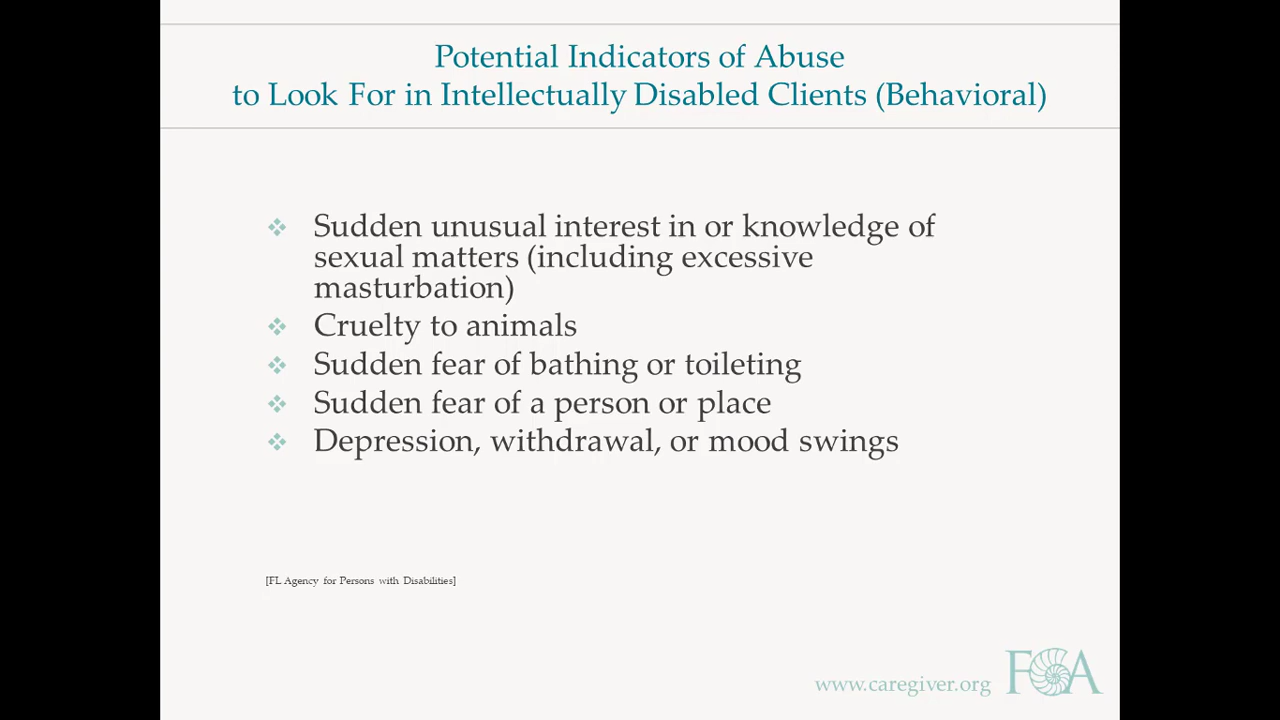 Potential Indicators of Abuse
to Look For in Intellectually Disabled Clients (Behavioral)
❖ Sudden unusual interest in or knowledge of
sexual matters (including excessive
masturbation)
❖ Cruelty to animals
❖ Sudden fear of bathing or toileting
❖ Sudden fear of a person or place
❖ Depression, withdrawal, or mood swings
[FL Agency for Persons with Disabilities]
www.caregiver.org
FCA